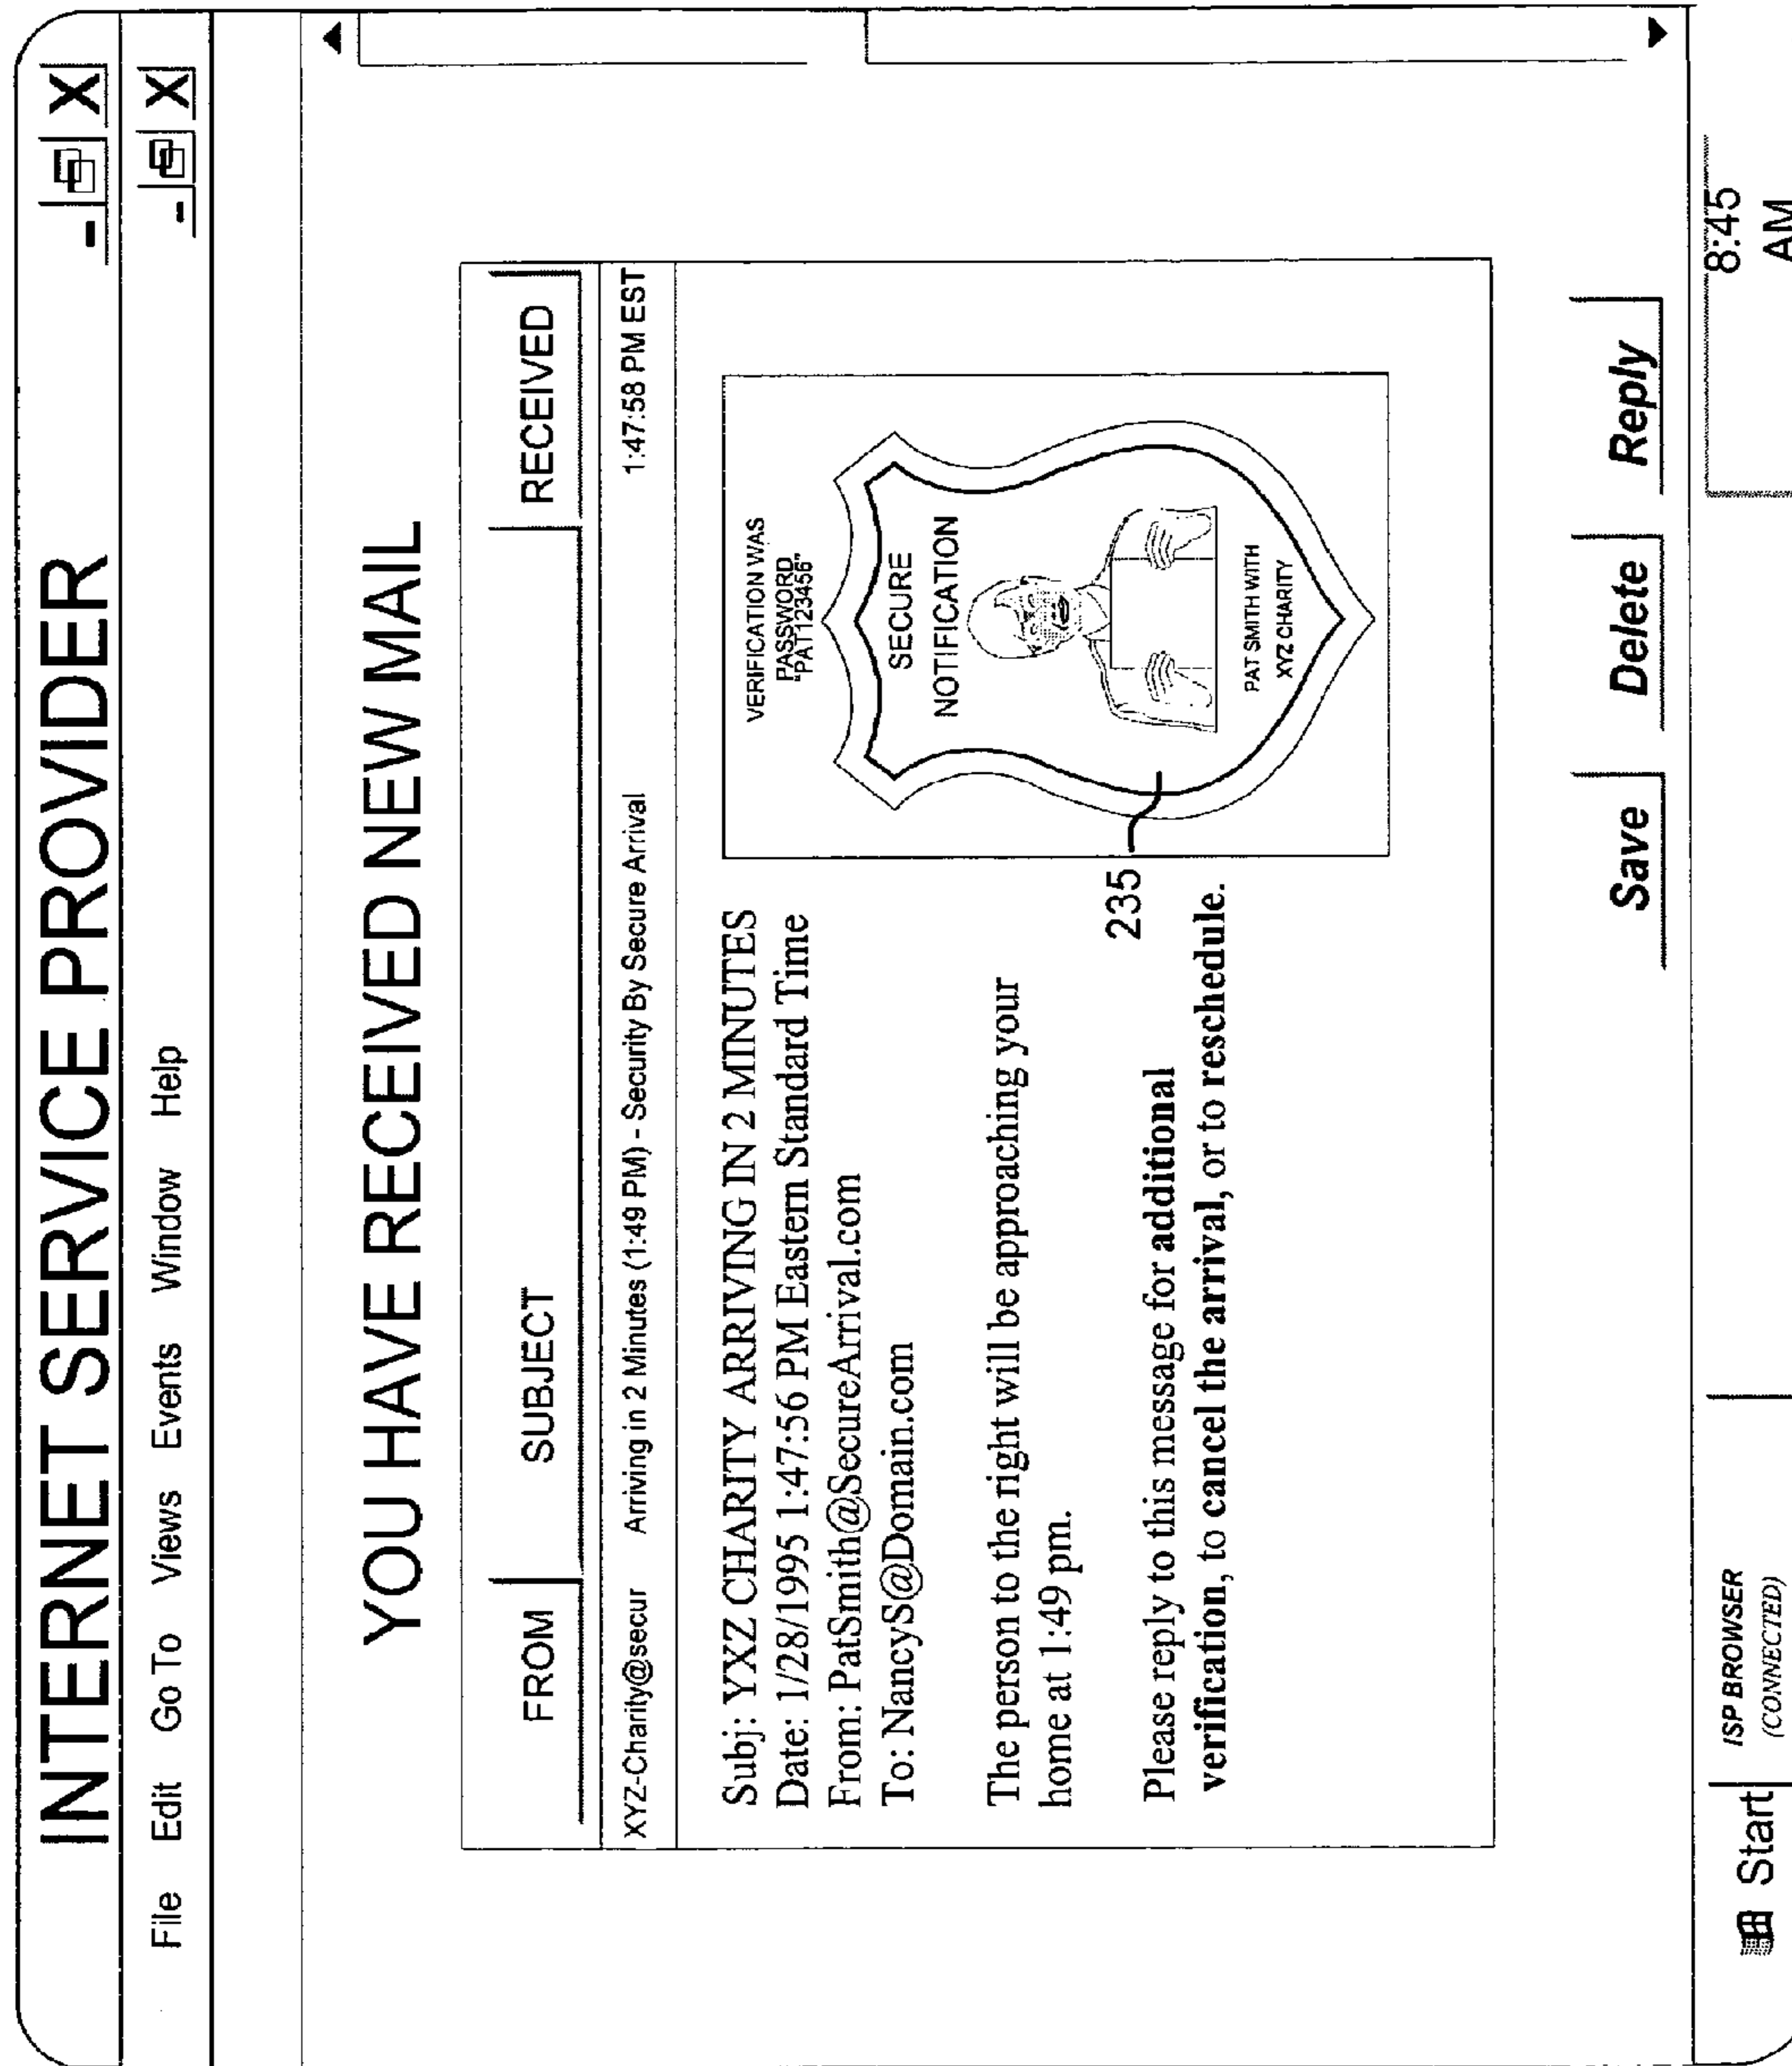 INTERNET SERVICE PROVIDER
X
File Edit Go To Views Events Window Help
X
YOU HAVE RECEIVED NEW MAIL
FROM SUBJECT RECEIVED
XYZ-Charity@secur Arriving in 2 Minutes (1:49 PM) - Security By Secure Arrival 1:47:58 PM EST
Subj: YXZ CHARITY ARRIVING IN 2 MINUTES
Date: 1/28/1995 1:47:56 PM Eastern Standard Time
From: PatSmith@SecureArrival.com
To: NancyS@Domain.com
The person to the right will be approaching your
home at 1:49 pm.
Please reply to this message for additional
verification, to cancel the arrival, or to reschedule.
VERIFICATION WAS
PASSWORD
"PAT123456"
SECURE
NOTIFICATION
PAT SMITH WITH
XYZ CHARITY
235
Save Delete Reply
Start
ISP BROWSER
(CONNECTED)
8:45
AM